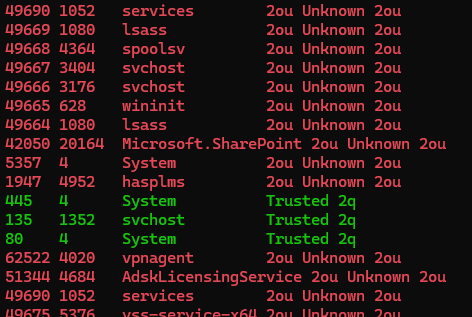 49690 1052 services 2ou Unknown 2ou
49669 1080 lsass 2ou Unknown 2ou
49668 4364 spoolsv 2ou Unknown 2ou
49667 3404 svchost 2ou Unknown 2ou
49666 3176 svchost 2ou Unknown 2ou
49665 628 wininit 2ou Unknown 2ou
49664 1080 lsass 2ou Unknown 2ou
42050 20164 Microsoft.SharePoint 2ou Unknown 2ou
5357 4 System 2ou Unknown 2ou
1947 4952 hasplms 2ou Unknown 2ou
445 4 System Trusted 2q
135 1352 svchost Trusted 2q
80 4 System Trusted 2q
62522 4020 vpnagent 2ou Unknown 2ou
51344 4684 AdskLicensingService 2ou Unknown 2ou
49690 1052 services 2ou Unknown 2ou
49675 5376 vss-service-x64 2ou Unknown 2ou